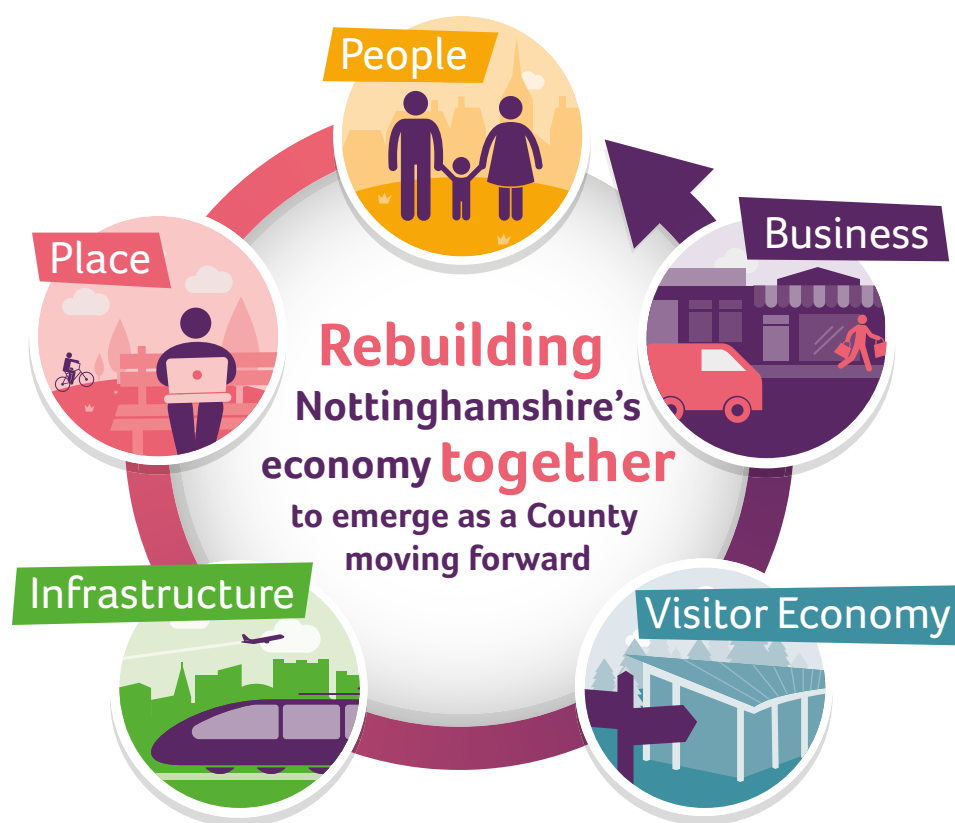 People
Place
Business
Rebuilding
Nottinghamshire’s
economy together
to emerge as a County
moving forward
Infrastructure
Visitor Economy